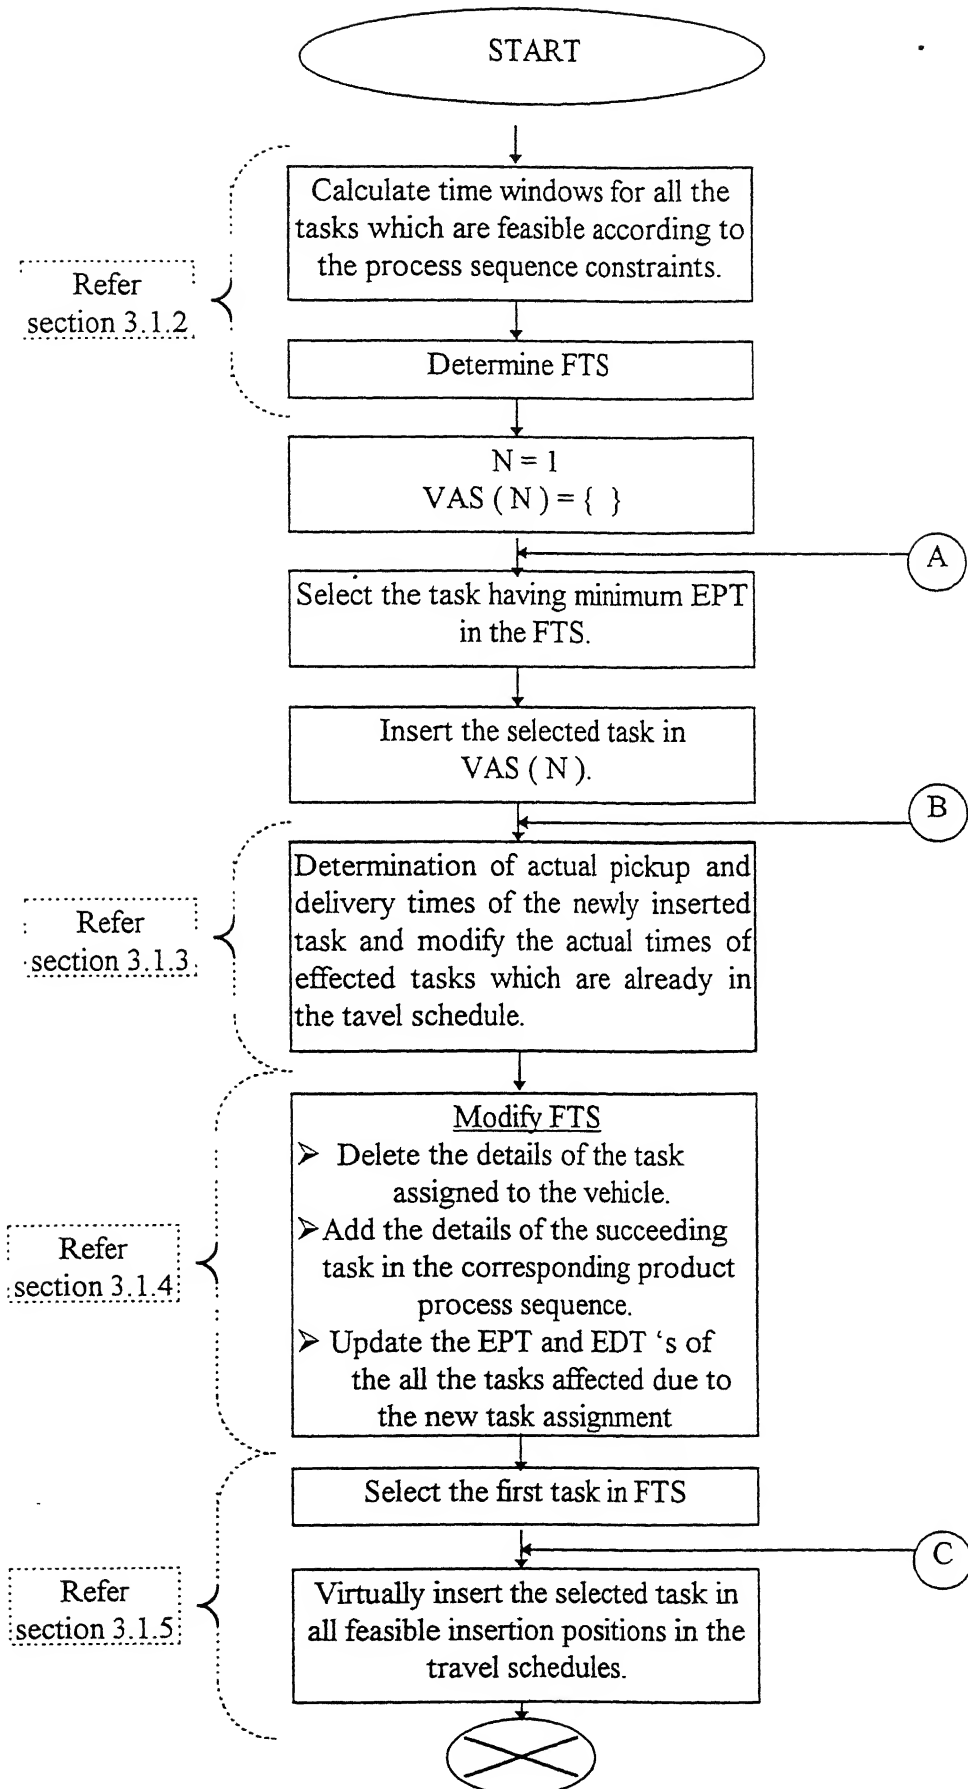 START
Calculate time windows for all the
tasks which are feasible according to
the process sequence constraints.
Refer
section 3.1.2
Determine FTS
N = 1
VAS ( N ) = { }
A
Select the task having minimum EPT
in the FTS.
Insert the selected task in
VAS ( N ).
B
Determination of actual pickup and
delivery times of the newly inserted
task and modify the actual times of
effected tasks which are already in
the tavel schedule.
Refer
section 3.1.3
Modify FTS
➢ Delete the details of the task
assigned to the vehicle.
➢ Add the details of the succeeding
task in the corresponding product
process sequence.
➢ Update the EPT and EDT ‘s of
the all the tasks affected due to
the new task assignment
Refer
section 3.1.4
Select the first task in FTS
C
Virtually insert the selected task in
all feasible insertion positions in the
travel schedules.
Refer
section 3.1.5